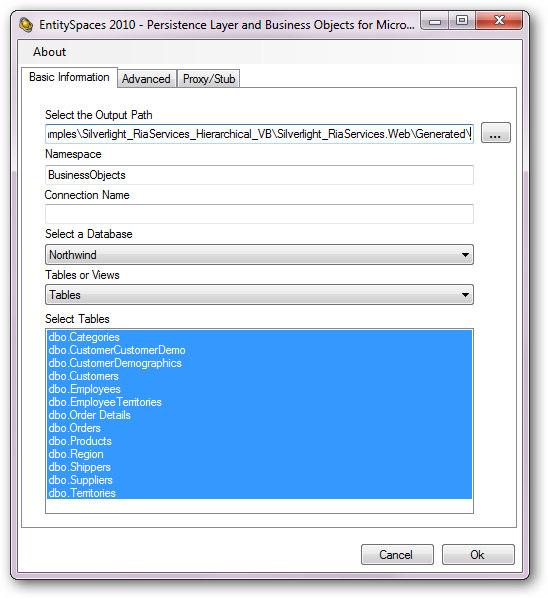 EntitySpaces 2010 - Persistence Layer and Business Objects for Micro...
About
Basic Information Advanced Proxy/Stub
Select the Output Path
mples\Silverlight_RiaServices_Hierarchical_VB\Silverlight_RiaServices.Web\Generated\
...
Namespace
BusinessObjects
Connection Name
Select a Database
Northwind
Tables or Views
Tables
Select Tables
dbo.Categories
dbo.CustomerCustomerDemo
dbo.CustomerDemographics
dbo.Customers
dbo.Employees
dbo.EmployeeTerritories
dbo.Order Details
dbo.Orders
dbo.Products
dbo.Region
dbo.Shippers
dbo.Suppliers
dbo.Territories
Cancel Ok